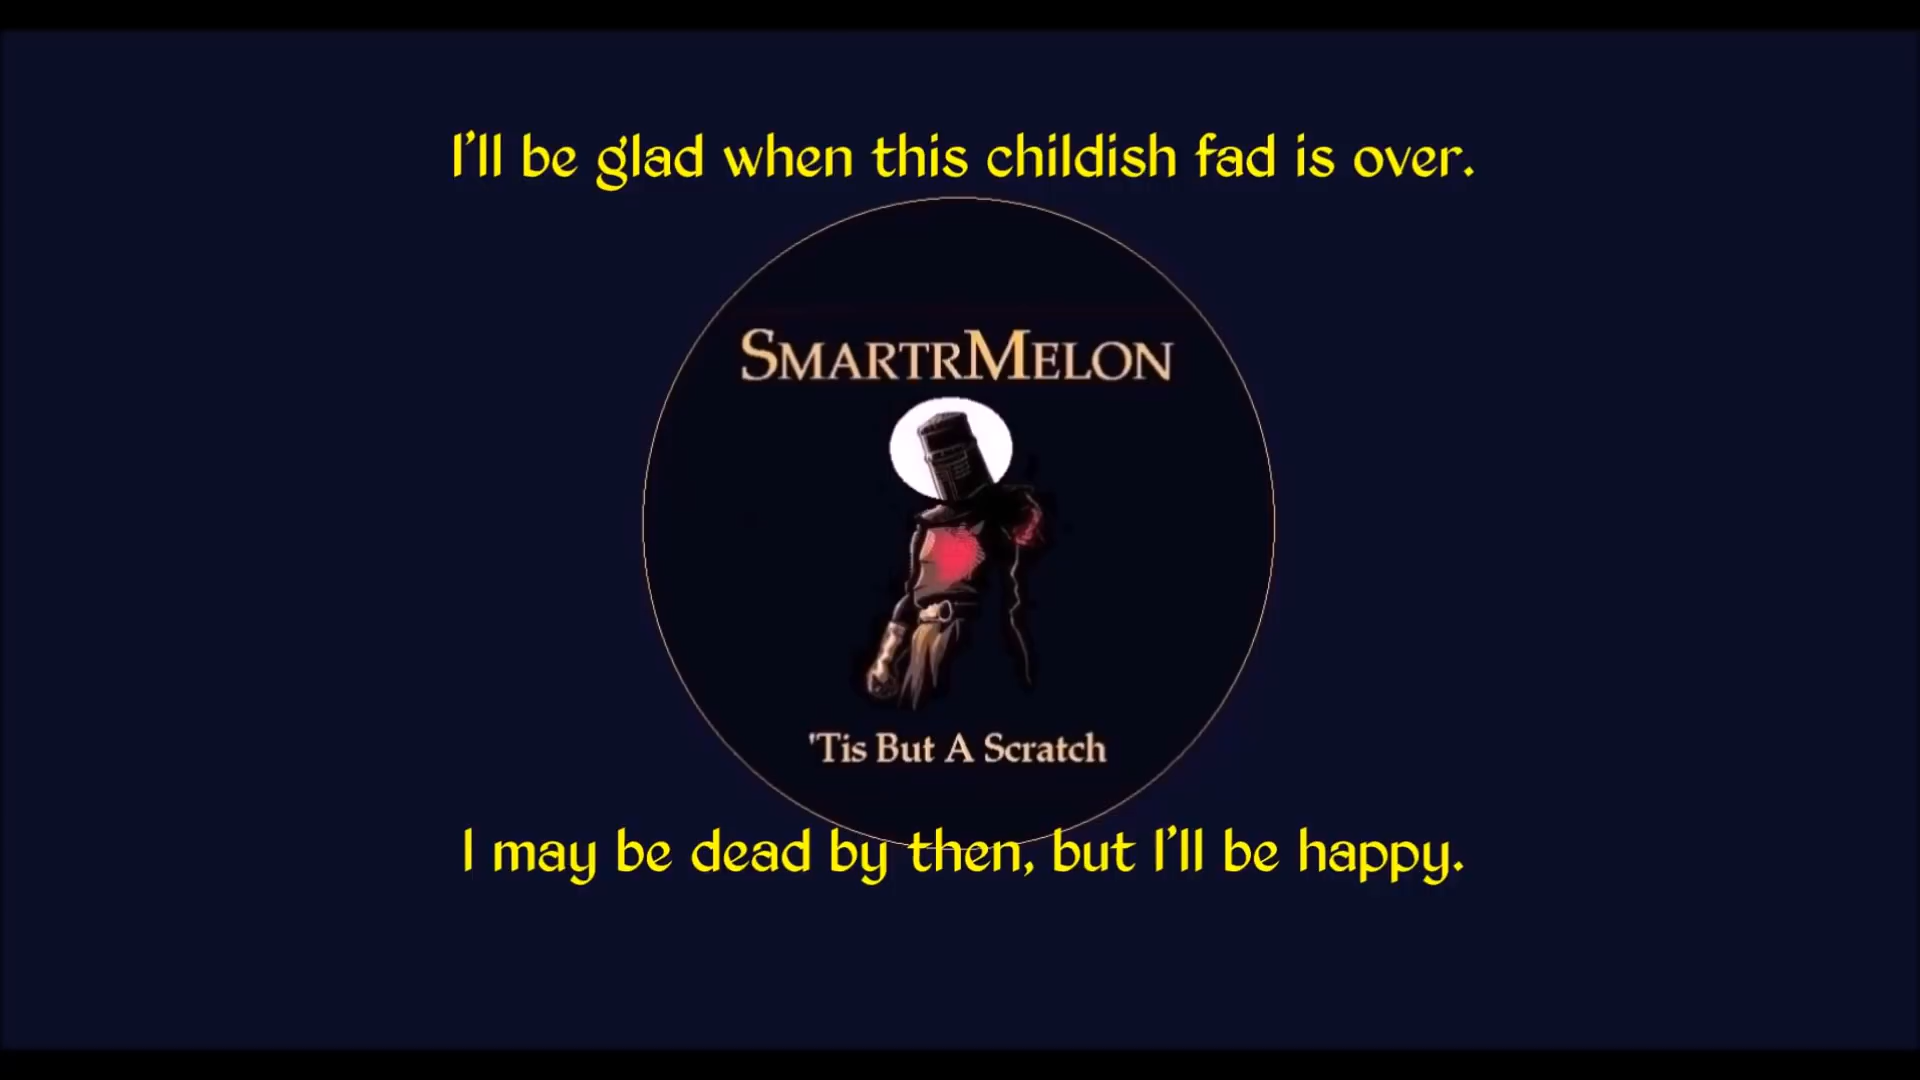 I'll be glad when this childish fad is over.
SMARTRMELON
'Tis But A Scratch
I may be dead by then, but I'll be happy.